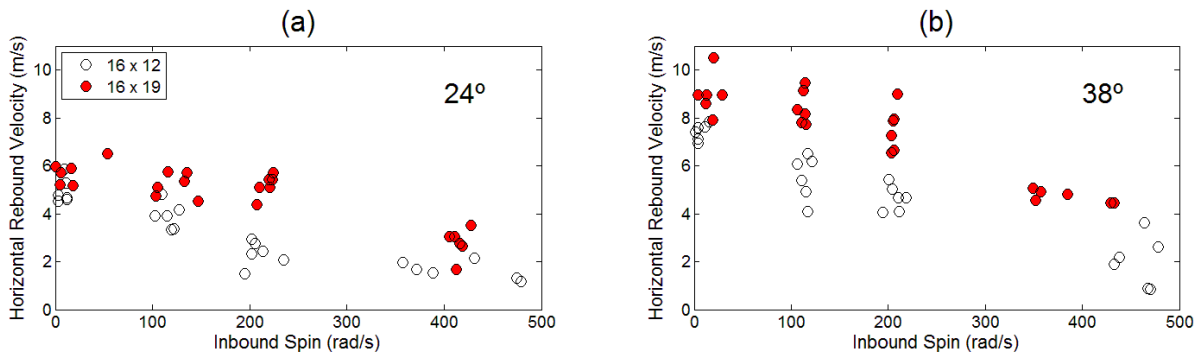 (a)
Horizontal Rebound Velocity (m/s)
10
8
6
4
2
0
16 x 12
16 x 19
24º
0 100 200 300 400 500
Inbound Spin (rad/s)
(b)
Horizontal Rebound Velocity (m/s)
10
8
6
4
2
0
38º
0 100 200 300 400 500
Inbound Spin (rad/s)